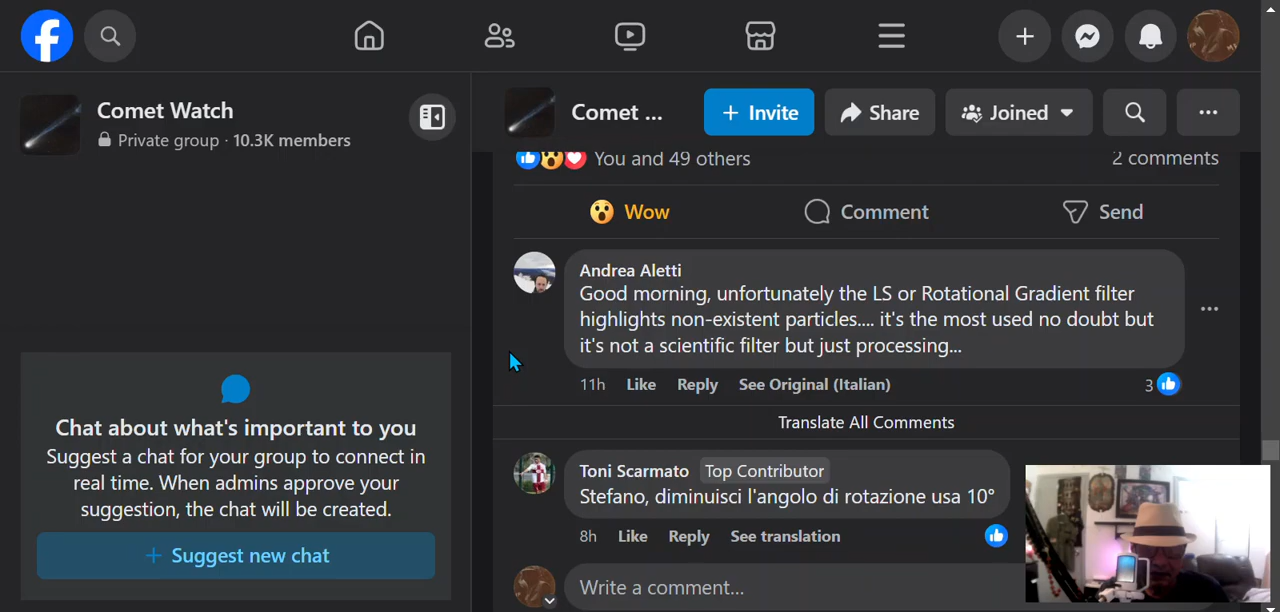 Comet Watch
Private group · 10.3K members
Comet ...
+ Invite
Share
Joined
You and 49 others
2 comments
Wow
Comment
Send
Andrea Aletti
Good morning, unfortunately the LS or Rotational Gradient filter
highlights non-existent particles.... it's the most used no doubt but
it's not a scientific filter but just processing...
11h Like Reply See Original (Italian)
3
Translate All Comments
Toni Scarmato Top Contributor
Stefano, diminuisci l'angolo di rotazione usa 10°
8h Like Reply See translation
Write a comment...
Chat about what's important to you
Suggest a chat for your group to connect in
real time. When admins approve your
suggestion, the chat will be created.
+ Suggest new chat